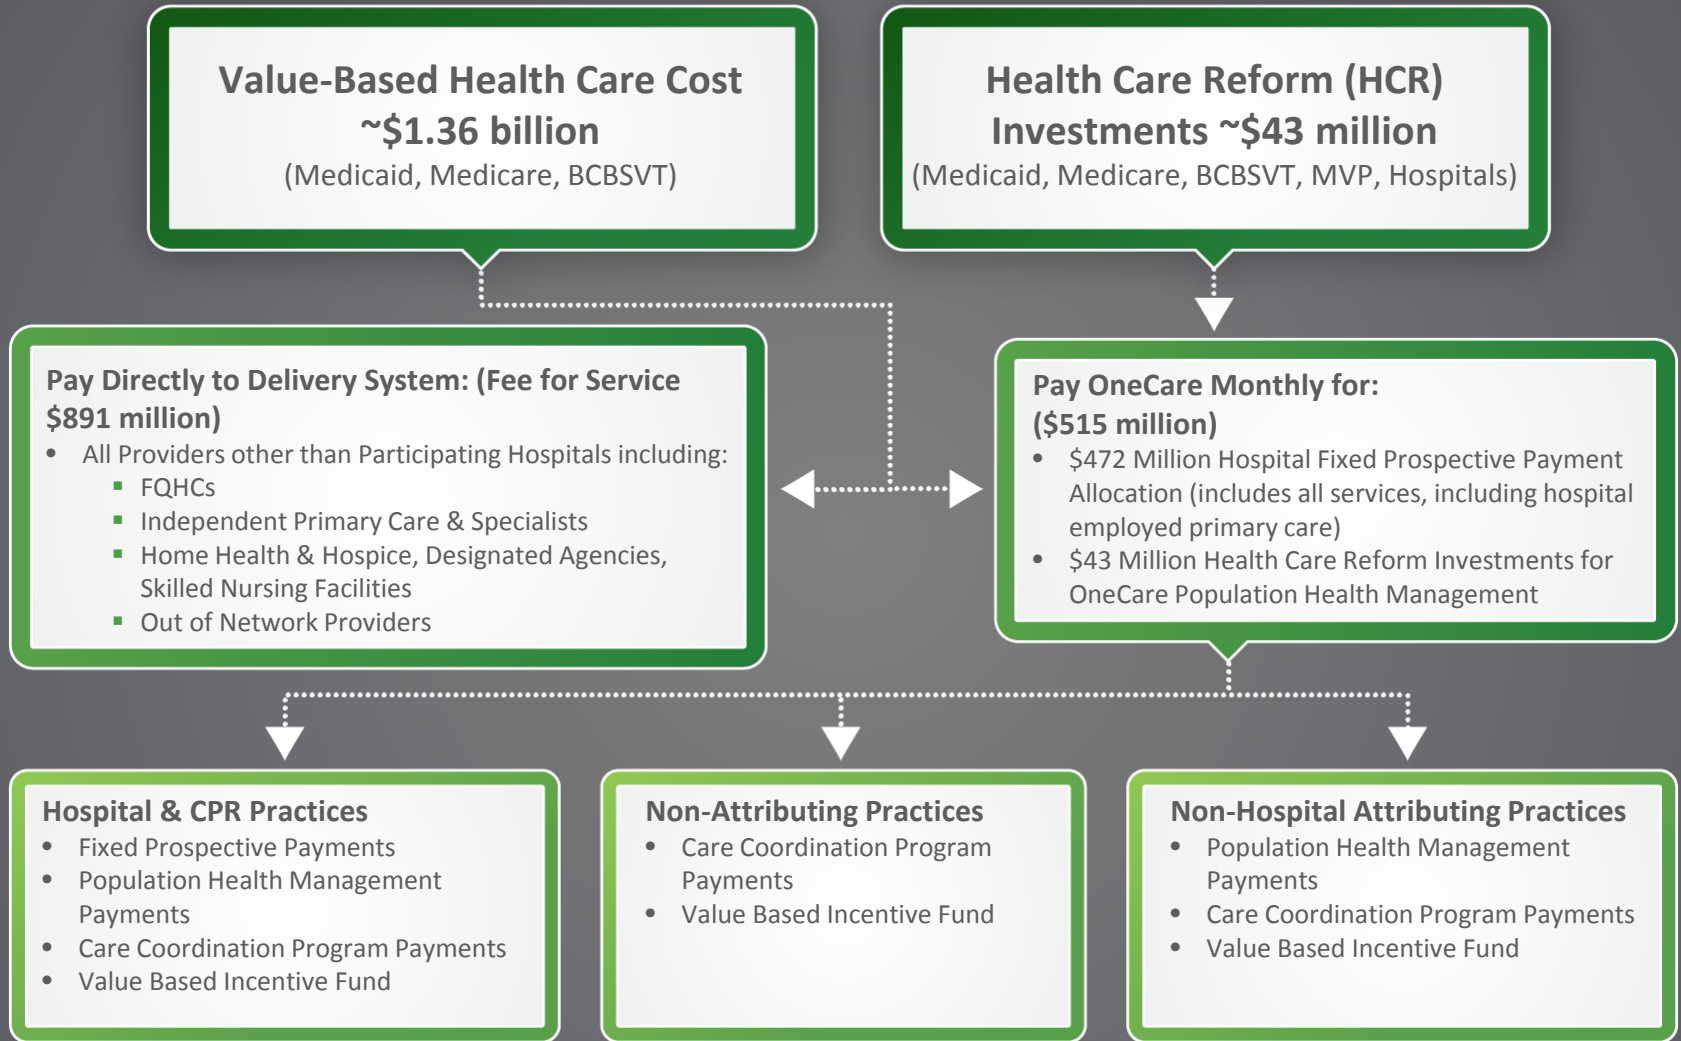 Value-Based Health Care Cost
~$1.36 billion
(Medicaid, Medicare, BCBSVT)
Health Care Reform (HCR)
Investments ~$43 million
(Medicaid, Medicare, BCBSVT, MVP, Hospitals)
Pay Directly to Delivery System: (Fee for Service
$891 million)
• All Providers other than Participating Hospitals including:
▪ FQHCs
▪ Independent Primary Care & Specialists
▪ Home Health & Hospice, Designated Agencies,
Skilled Nursing Facilities
▪ Out of Network Providers
Pay OneCare Monthly for:
($515 million)
• $472 Million Hospital Fixed Prospective Payment
Allocation (includes all services, including hospital
employed primary care)
• $43 Million Health Care Reform Investments for
OneCare Population Health Management
Hospital & CPR Practices
• Fixed Prospective Payments
• Population Health Management
Payments
• Care Coordination Program Payments
• Value Based Incentive Fund
Non-Attributing Practices
• Care Coordination Program
Payments
• Value Based Incentive Fund
Non-Hospital Attributing Practices
• Population Health Management
Payments
• Care Coordination Program Payments
• Value Based Incentive Fund